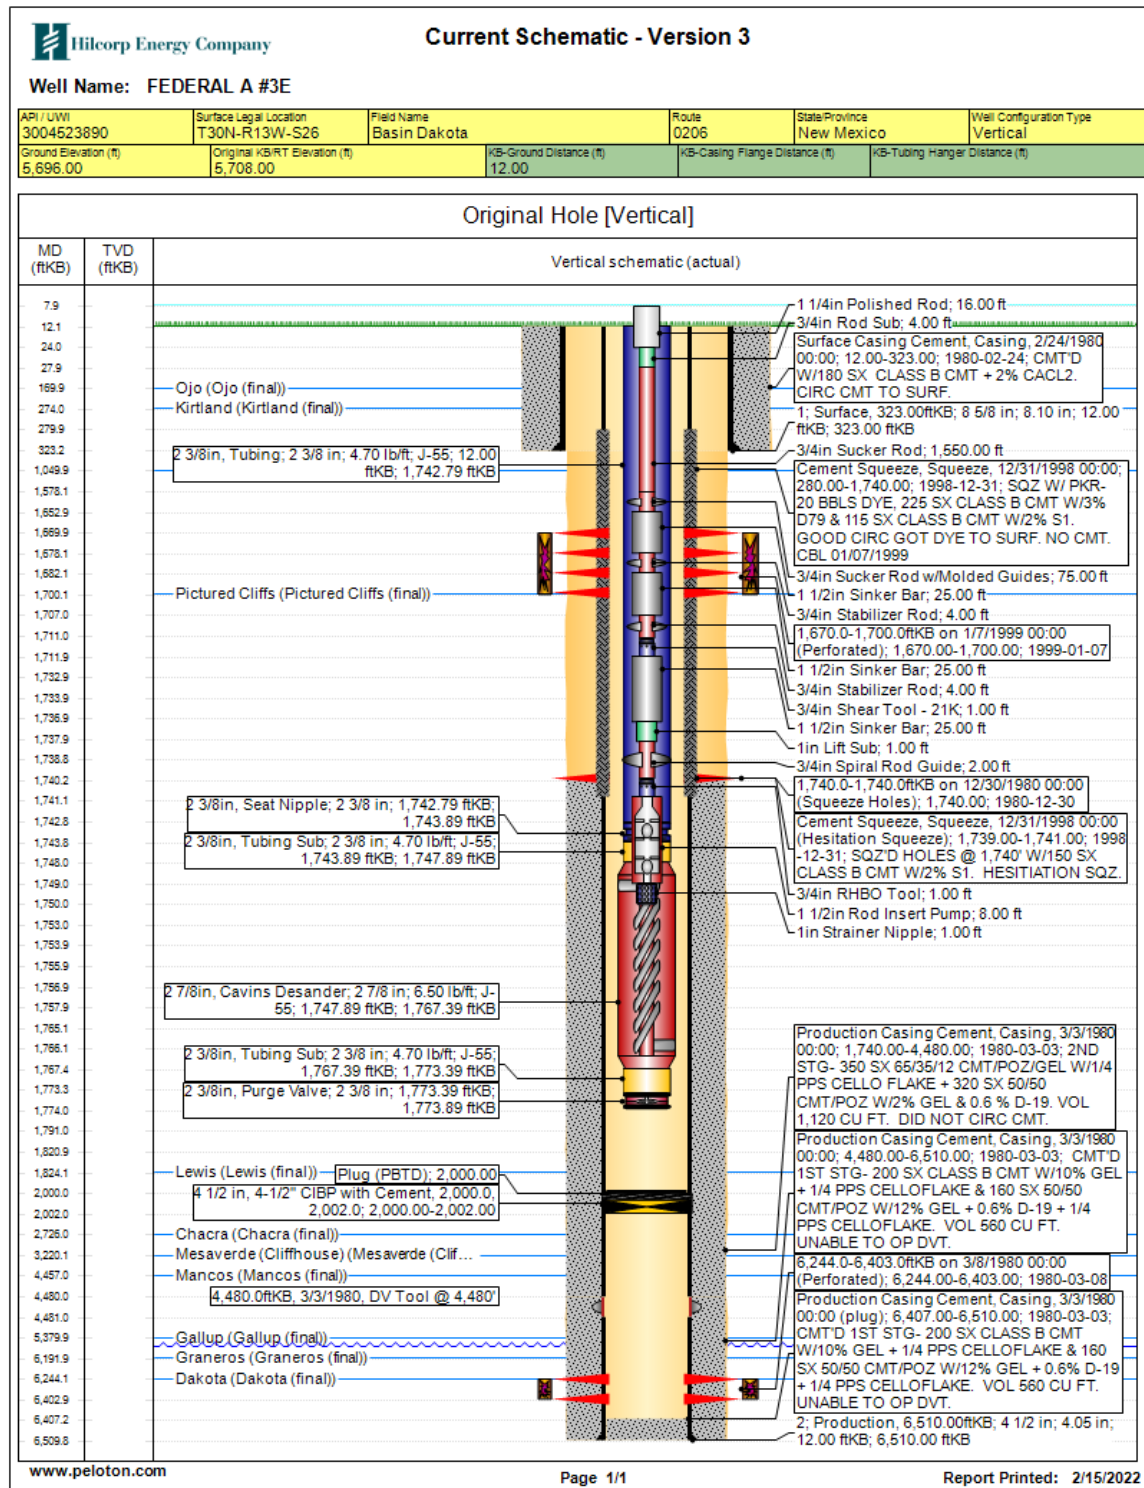 Hilcorp Energy Company
Current Schematic - Version 3
Well Name: FEDERAL A #3E
API / UWI
3004523890
Surface Legal Location
T30N-R13W-S26
Field Name
Basin Dakota
Route
0206
State/Province
New Mexico
Well Configuration Type
Vertical
Ground Elevation (ft)
5,696.00
Original KB/RT Elevation (ft)
5,708.00
KB-Ground Distance (ft)
12.00
KB-Casing Flange Distance (ft)
KB-Tubing Hanger Distance (ft)
Original Hole [Vertical]
MD
(ftKB)
TVD
(ftKB)
Vertical schematic (actual)
7.9
12.1
24.0
27.9
169.9
274.0
279.9
323.2
1,049.9
1,578.1
1,652.9
1,669.9
1,678.1
1,682.1
1,700.1
1,707.0
1,711.0
1,711.9
1,732.9
1,733.9
1,736.9
1,737.9
1,738.8
1,740.2
1,741.1
1,742.8
1,743.8
1,748.0
1,749.0
1,750.0
1,753.0
1,753.9
1,755.9
1,756.9
1,757.9
1,765.1
1,766.1
1,767.4
1,773.3
1,774.0
1,791.0
1,820.9
1,824.1
2,000.0
2,002.0
2,726.0
3,220.1
4,457.0
4,480.0
4,481.0
5,379.9
6,191.9
6,244.1
6,402.9
6,407.2
6,509.8
Ojo (Ojo (final))
Kirtland (Kirtland (final))
2 3/8in, Tubing; 2 3/8 in; 4.70 lb/ft; J-55; 12.00
ftKB; 1,742.79 ftKB
Pictured Cliffs (Pictured Cliffs (final))
2 3/8in, Seat Nipple; 2 3/8 in; 1,742.79 ftKB;
1,743.89 ftKB
2 3/8in, Tubing Sub; 2 3/8 in; 4.70 lb/ft; J-55;
1,743.89 ftKB; 1,747.89 ftKB
2 7/8in, Cavins Desander; 2 7/8 in; 6.50 lb/ft; J-
55; 1,747.89 ftKB; 1,767.39 ftKB
2 3/8in, Tubing Sub; 2 3/8 in; 4.70 lb/ft; J-55;
1,767.39 ftKB; 1,773.39 ftKB
2 3/8in, Purge Valve; 2 3/8 in; 1,773.39 ftKB;
1,773.89 ftKB
Lewis (Lewis (final))
Plug (PBTD); 2,000.00
4 1/2 in, 4-1/2" CIBP with Cement, 2,000.0,
2,002.0; 2,000.00-2,002.00
Chacra (Chacra (final))
Mesaverde (Cliffhouse) (Mesaverde (Clif...
Mancos (Mancos (final))
4,480.0ftKB, 3/3/1980, DV Tool @ 4,480'
Gallup (Gallup (final))
Graneros (Graneros (final))
Dakota (Dakota (final))
1 1/4in Polished Rod; 16.00 ft
3/4in Rod Sub; 4.00 ft
Surface Casing Cement, Casing, 2/24/1980
00:00; 12.00-323.00; 1980-02-24; CMT'D
W/180 SX CLASS B CMT + 2% CACL2.
CIRC CMT TO SURF.
1; Surface, 323.00ftKB; 8 5/8 in; 8.10 in; 12.00
ftKB; 323.00 ftKB
3/4in Sucker Rod; 1,550.00 ft
Cement Squeeze, Squeeze, 12/31/1998 00:00;
280.00-1,740.00; 1998-12-31; SQZ W/ PKR-
20 BBLS DYE, 225 SX CLASS B CMT W/3%
D79 & 115 SX CLASS B CMT W/2% S1.
GOOD CIRC GOT DYE TO SURF. NO CMT.
CBL 01/07/1999
3/4in Sucker Rod w/Molded Guides; 75.00 ft
1 1/2in Sinker Bar; 25.00 ft
3/4in Stabilizer Rod; 4.00 ft
1,670.0-1,700.0ftKB on 1/7/1999 00:00
(Perforated); 1,670.00-1,700.00; 1999-01-07
1 1/2in Sinker Bar; 25.00 ft
3/4in Stabilizer Rod; 4.00 ft
3/4in Shear Tool - 21K; 1.00 ft
1 1/2in Sinker Bar; 25.00 ft
1in Lift Sub; 1.00 ft
3/4in Spiral Rod Guide; 2.00 ft
1,740.0-1,740.0ftKB on 12/30/1980 00:00
(Squeeze Holes); 1,740.00; 1980-12-30
Cement Squeeze, Squeeze, 12/31/1998 00:00
(Hesitation Squeeze); 1,739.00-1,741.00; 1998
-12-31; SQZ'D HOLES @ 1,740' W/150 SX
CLASS B CMT W/2% S1. HESITIATION SQZ.
3/4in RHBO Tool; 1.00 ft
1 1/2in Rod Insert Pump; 8.00 ft
1in Strainer Nipple; 1.00 ft
Production Casing Cement, Casing, 3/3/1980
00:00; 1,740.00-4,480.00; 1980-03-03; 2ND
STG- 350 SX 65/35/12 CMT/POZ/GEL W/1/4
PPS CELLO FLAKE + 320 SX 50/50
CMT/POZ W/2% GEL & 0.6 % D-19. VOL
1,120 CU FT. DID NOT CIRC CMT.
Production Casing Cement, Casing, 3/3/1980
00:00; 4,480.00-6,510.00; 1980-03-03; CMT'D
1ST STG- 200 SX CLASS B CMT W/10% GEL
+ 1/4 PPS CELLOFLAKE & 160 SX 50/50
CMT/POZ W/12% GEL + 0.6% D-19 + 1/4
PPS CELLOFLAKE. VOL 560 CU FT.
UNABLE TO OP DVT.
6,244.0-6,403.0ftKB on 3/8/1980 00:00
(Perforated); 6,244.00-6,403.00; 1980-03-08
Production Casing Cement, Casing, 3/3/1980
00:00 (plug); 6,407.00-6,510.00; 1980-03-03;
CMT'D 1ST STG- 200 SX CLASS B CMT
W/10% GEL + 1/4 PPS CELLOFLAKE & 160
SX 50/50 CMT/POZ W/12% GEL + 0.6% D-19
+ 1/4 PPS CELLOFLAKE. VOL 560 CU FT.
UNABLE TO OP DVT.
2; Production, 6,510.00ftKB; 4 1/2 in; 4.05 in;
12.00 ftKB; 6,510.00 ftKB
www.peloton.com
Page 1/1
Report Printed: 2/15/2022